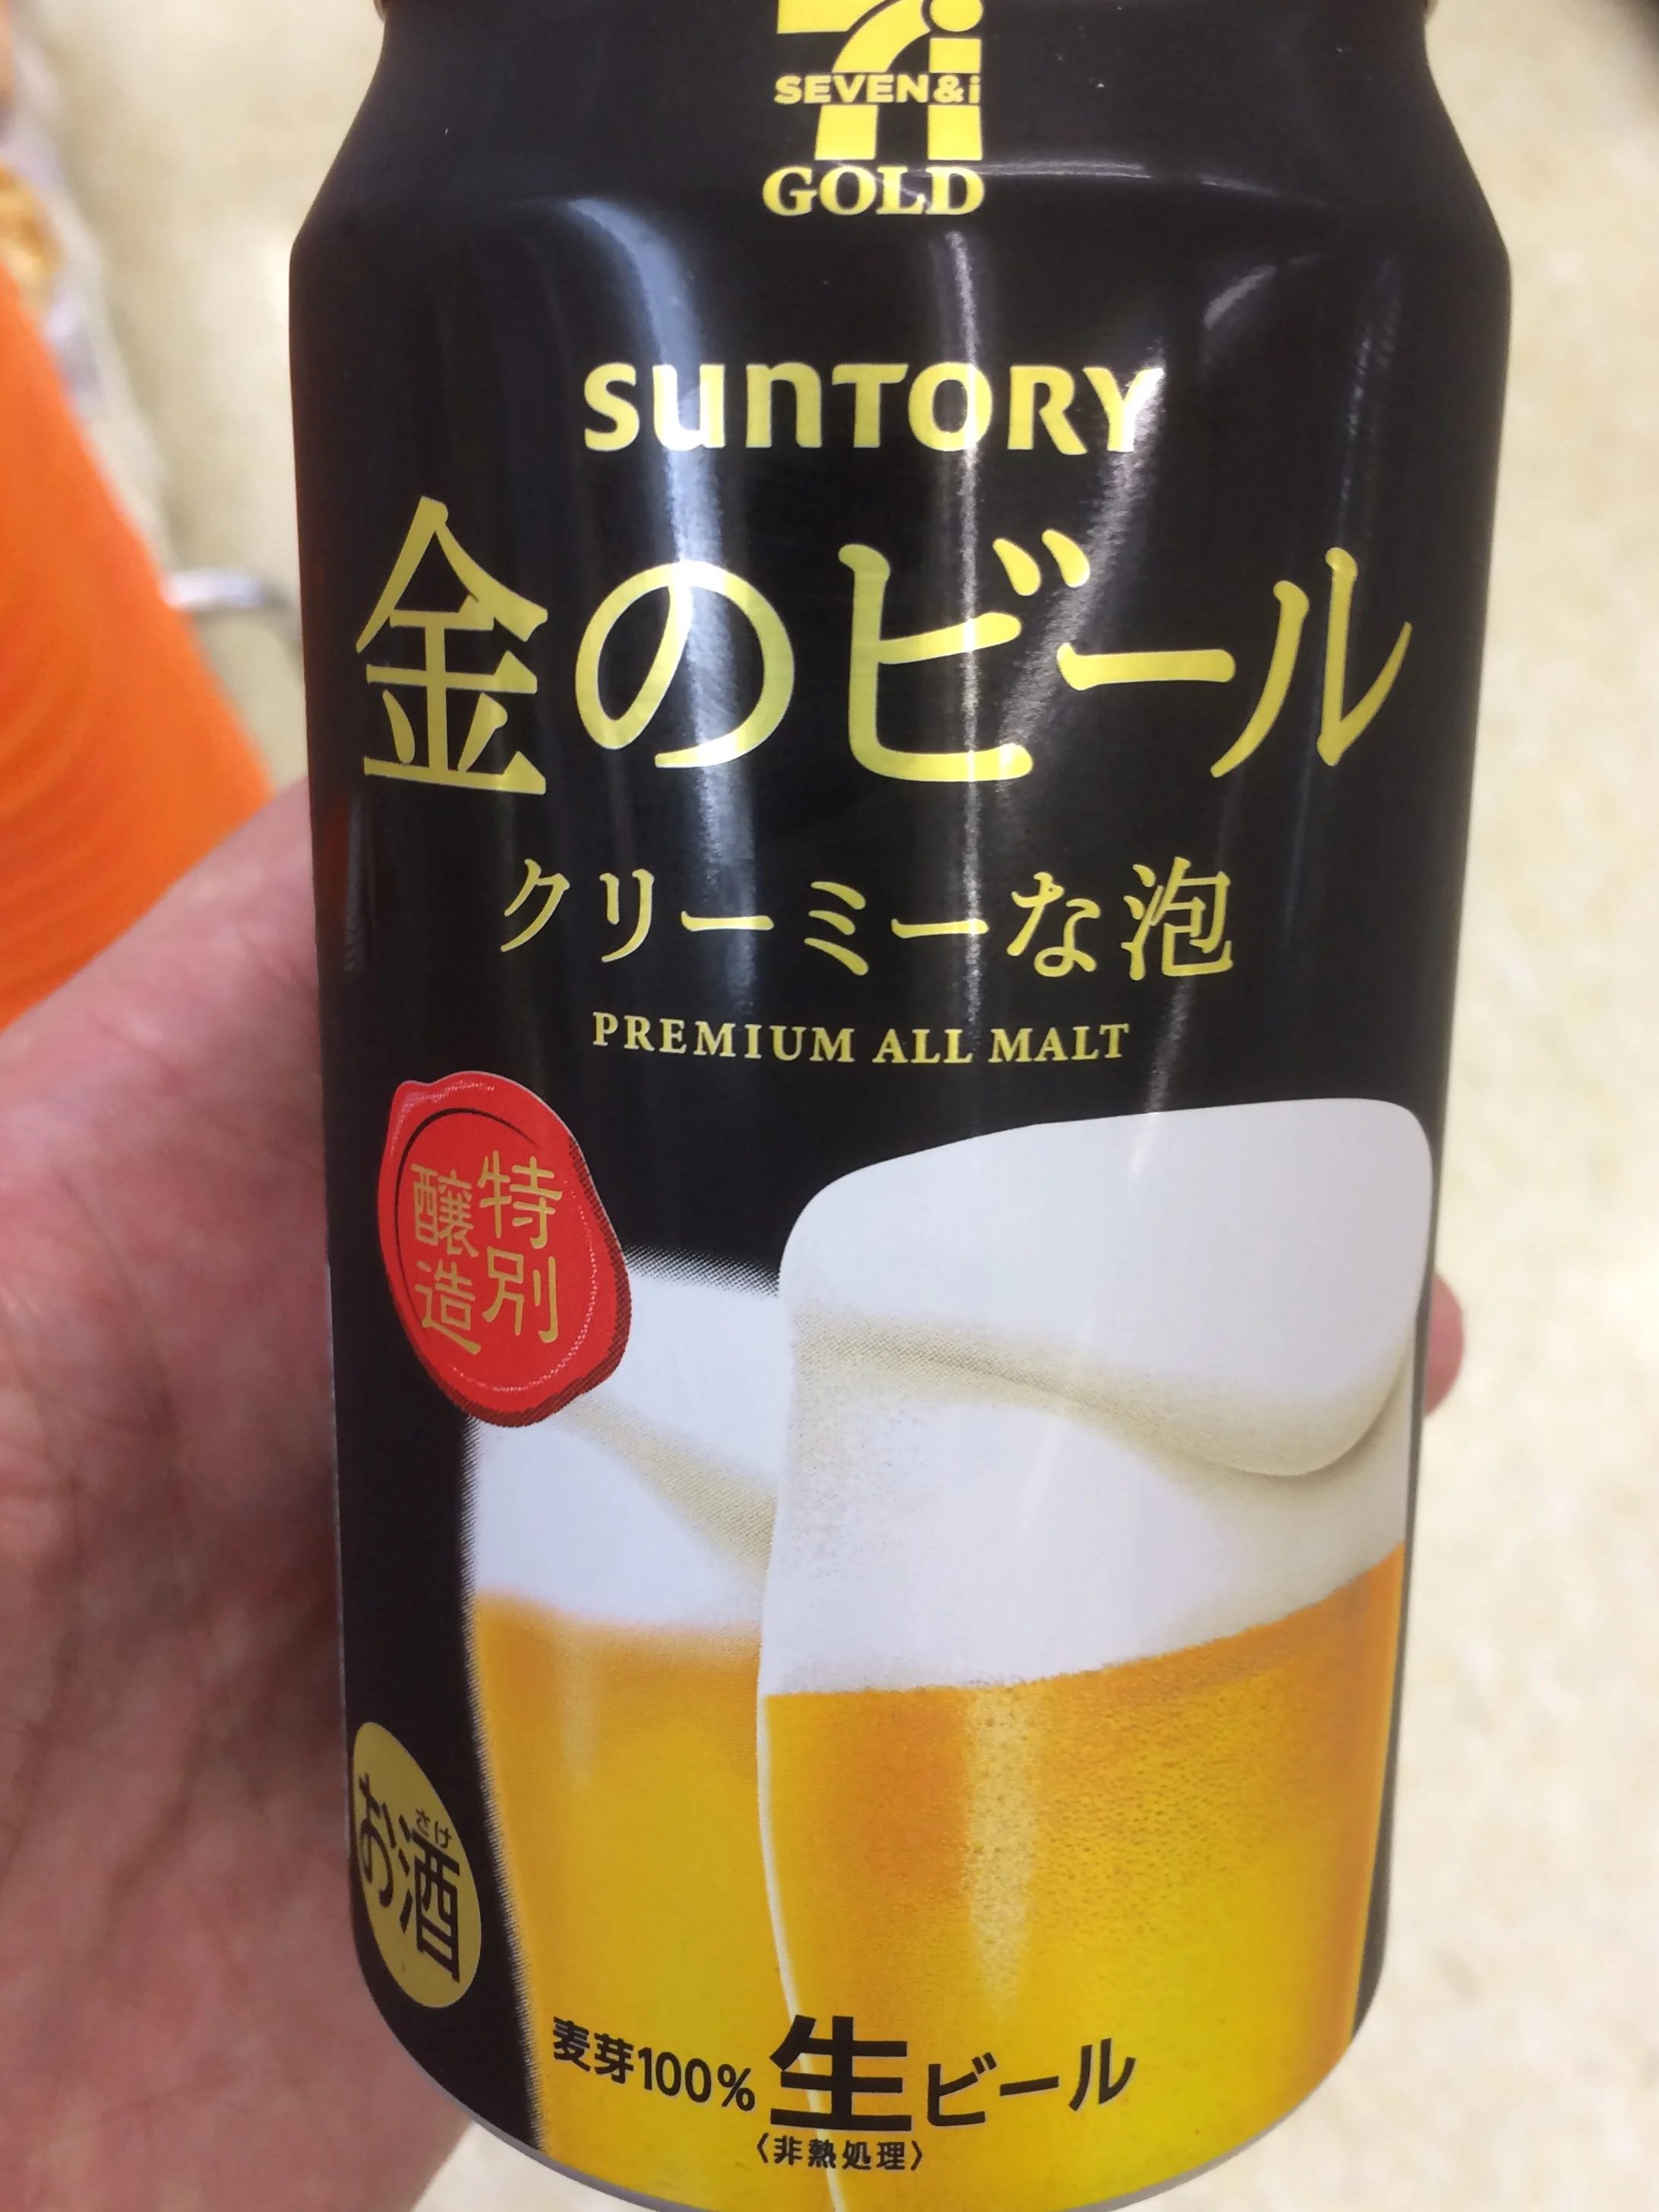 SEVEN&i
GOLD
SUNTORY
金のビール
クリーミーな泡
PREMIUM ALL MALT
特別
醸造
さけ
お酒
麦芽100%生ビール
〈非熱処理〉